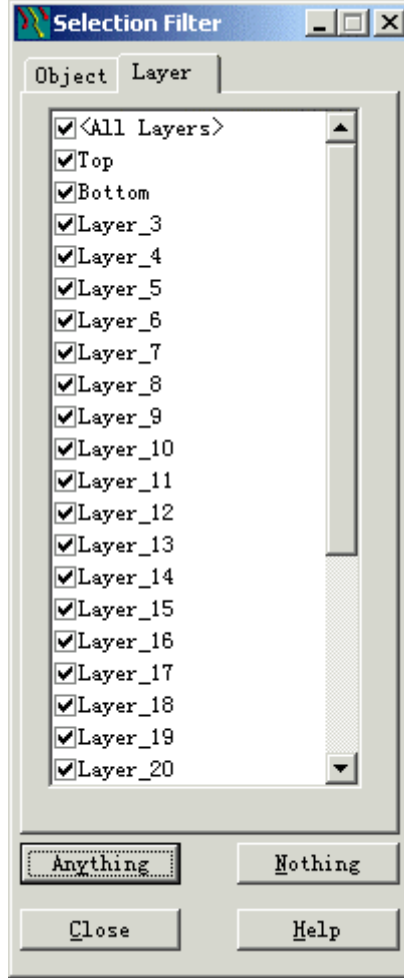 Selection Filter
Object Layer
<All Layers>
Top
Bottom
Layer_3
Layer_4
Layer_5
Layer_6
Layer_7
Layer_8
Layer_9
Layer_10
Layer_11
Layer_12
Layer_13
Layer_14
Layer_15
Layer_16
Layer_17
Layer_18
Layer_19
Layer_20
Anything Nothing
Close Help